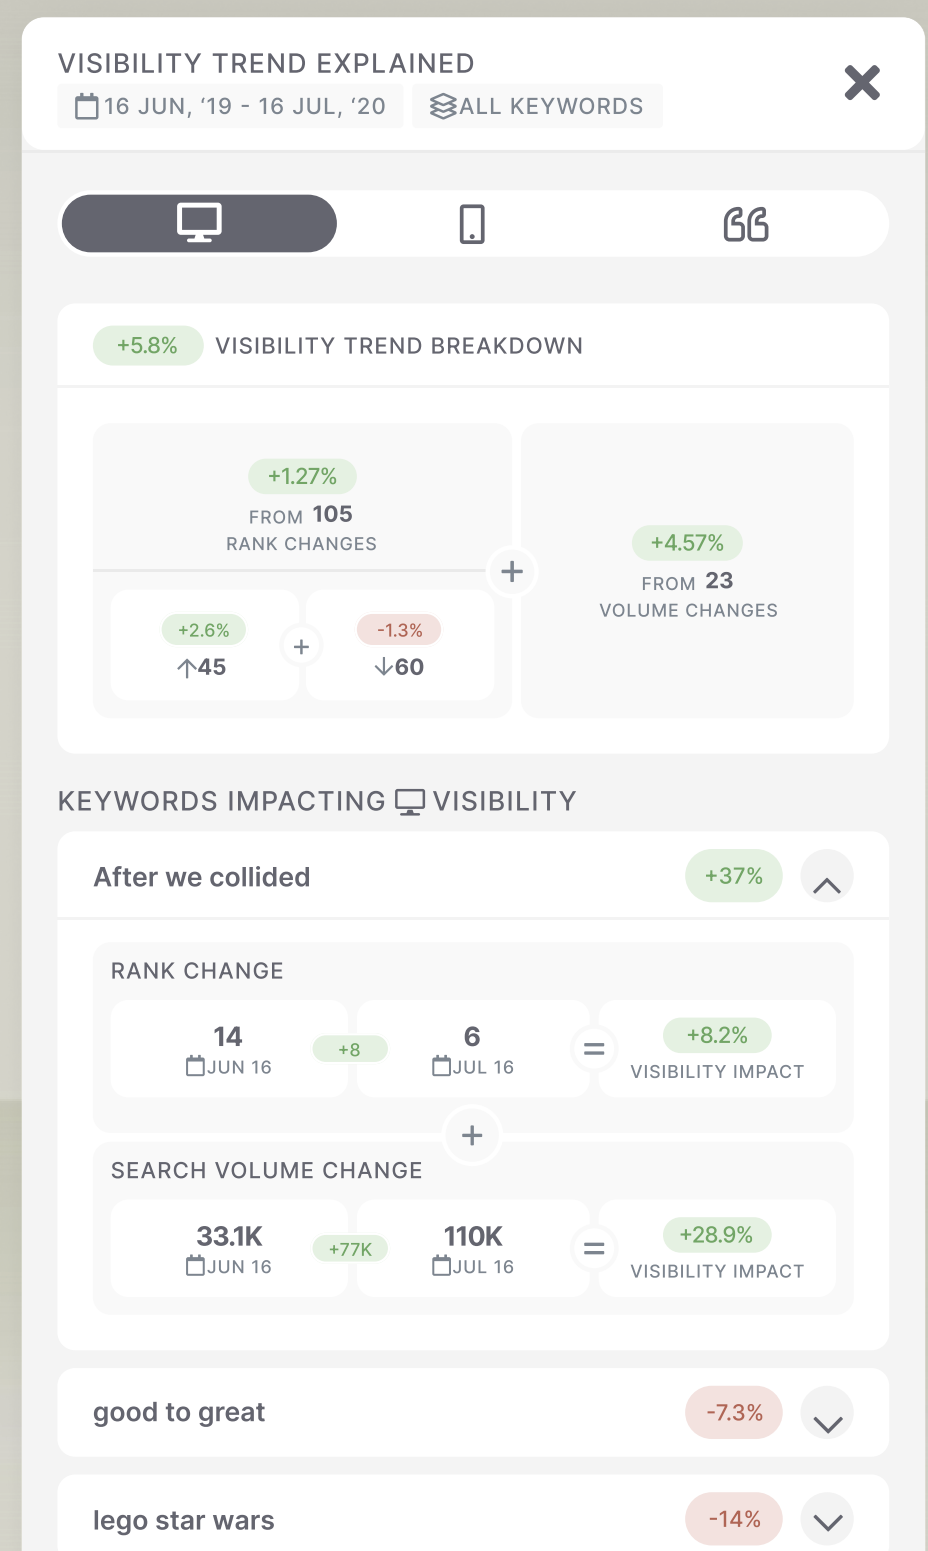 VISIBILITY TREND EXPLAINED
16 JUN, ‘19 - 16 JUL, ‘20
ALL KEYWORDS
+5.8% VISIBILITY TREND BREAKDOWN
+1.27%
FROM 105
RANK CHANGES
+
+4.57%
FROM 23
VOLUME CHANGES
+2.6%
↑45
+
-1.3%
↓60
KEYWORDS IMPACTING VISIBILITY
After we collided
+37%
RANK CHANGE
14
JUN 16
+8
6
JUL 16
=
+8.2%
VISIBILITY IMPACT
+
SEARCH VOLUME CHANGE
33.1K
JUN 16
+77K
110K
JUL 16
=
+28.9%
VISIBILITY IMPACT
good to great
-7.3%
lego star wars
-14%